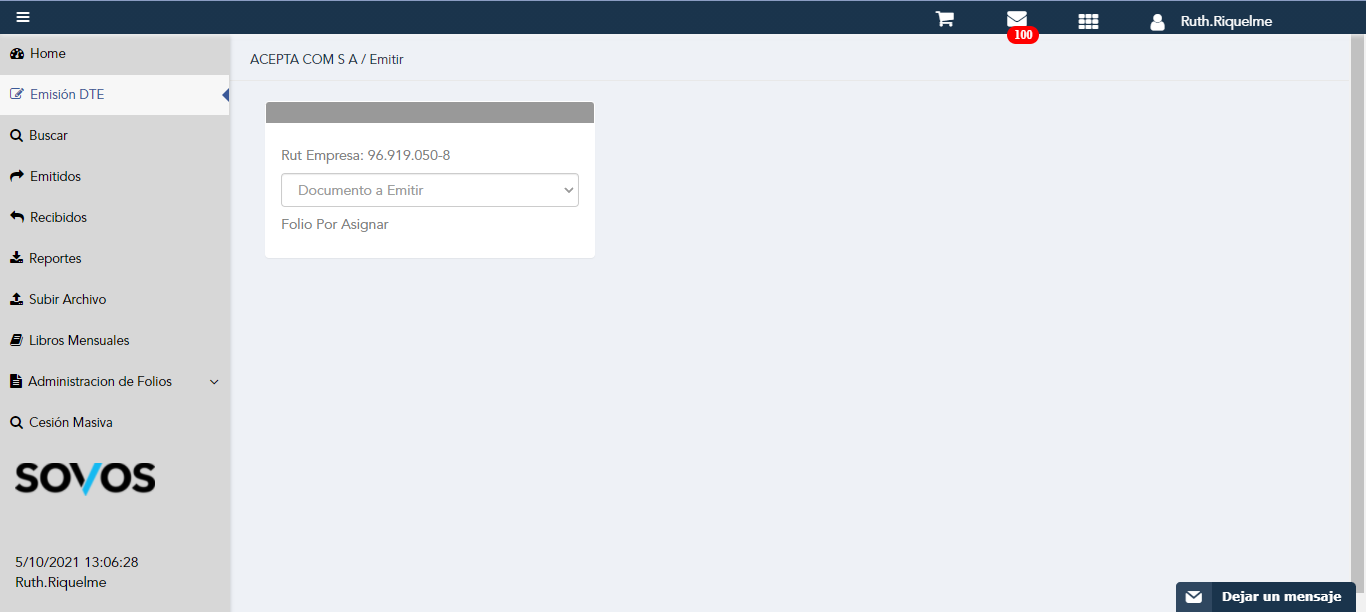 100
Ruth.Riquelme
Home
ACEPTA COM S A / Emitir
Emisión DTE
Buscar
Emitidos
Recibidos
Reportes
Subir Archivo
Libros Mensuales
Administracion de Folios
Cesión Masiva
Rut Empresa: 96.919.050-8
Documento a Emitir
Folio Por Asignar
SOVOS
5/10/2021 13:06:28
Ruth.Riquelme
Dejar un mensaje